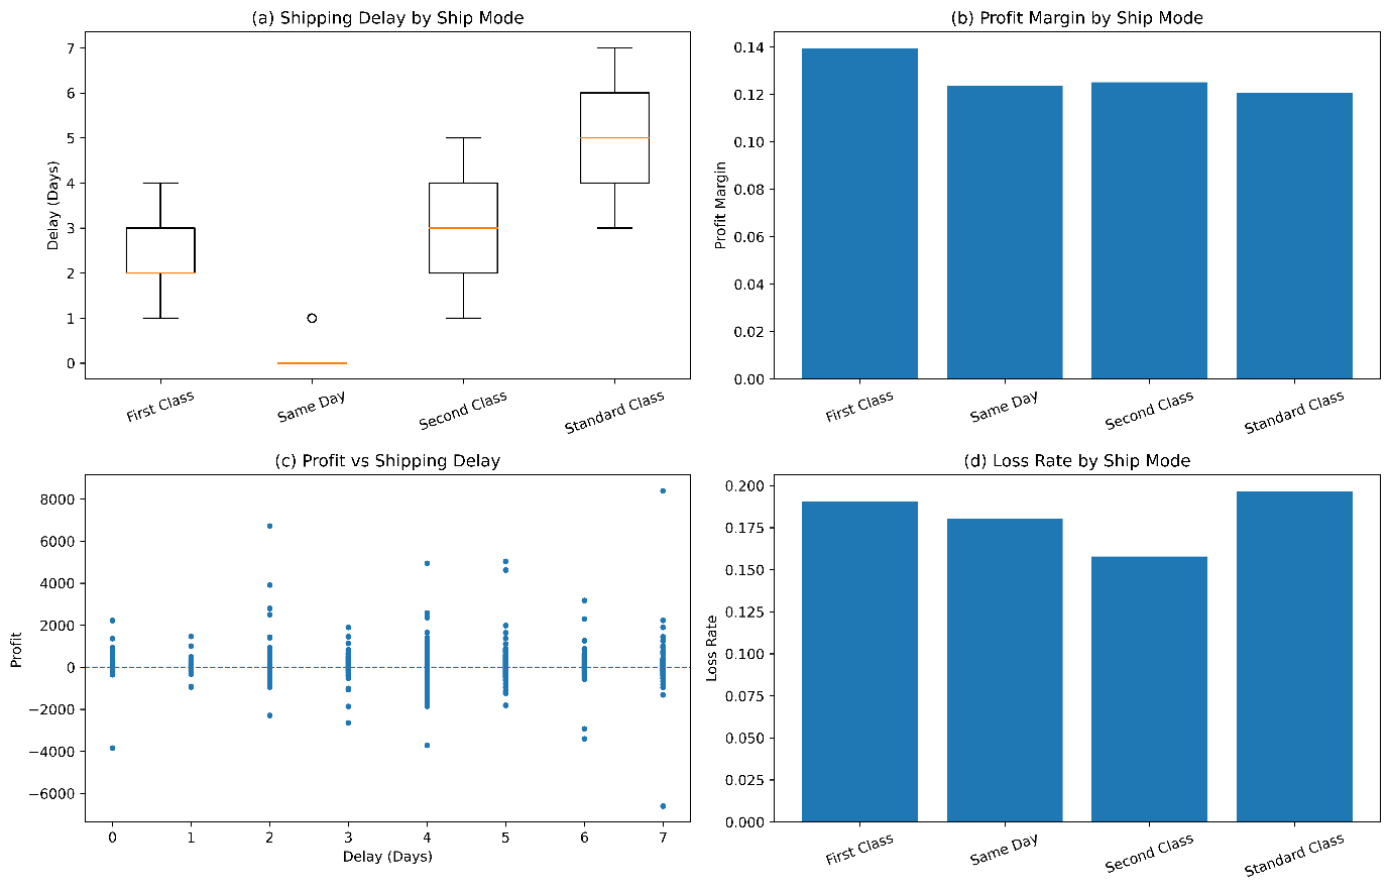 (a) Shipping Delay by Ship Mode
Delay (Days)
7
6
5
4
3
2
1
0
First Class
Same Day
Second Class
Standard Class
(b) Profit Margin by Ship Mode
Profit Margin
0.14
0.12
0.10
0.08
0.06
0.04
0.02
0.00
First Class
Same Day
Second Class
Standard Class
(c) Profit vs Shipping Delay
Profit
8000
6000
4000
2000
0
−2000
−4000
−6000
0 1 2 3 4 5 6 7
Delay (Days)
(d) Loss Rate by Ship Mode
Loss Rate
0.200
0.175
0.150
0.125
0.100
0.075
0.050
0.025
0.000
First Class
Same Day
Second Class
Standard Class